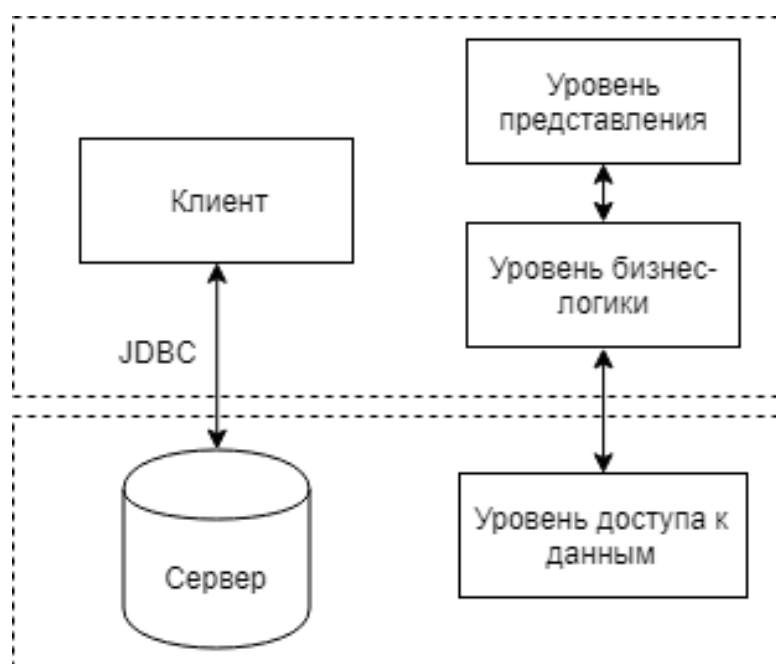 Уровень
представления
Клиент
Уровень бизнес-
логики
JDBC
Уровень доступа к
данным
Сервер